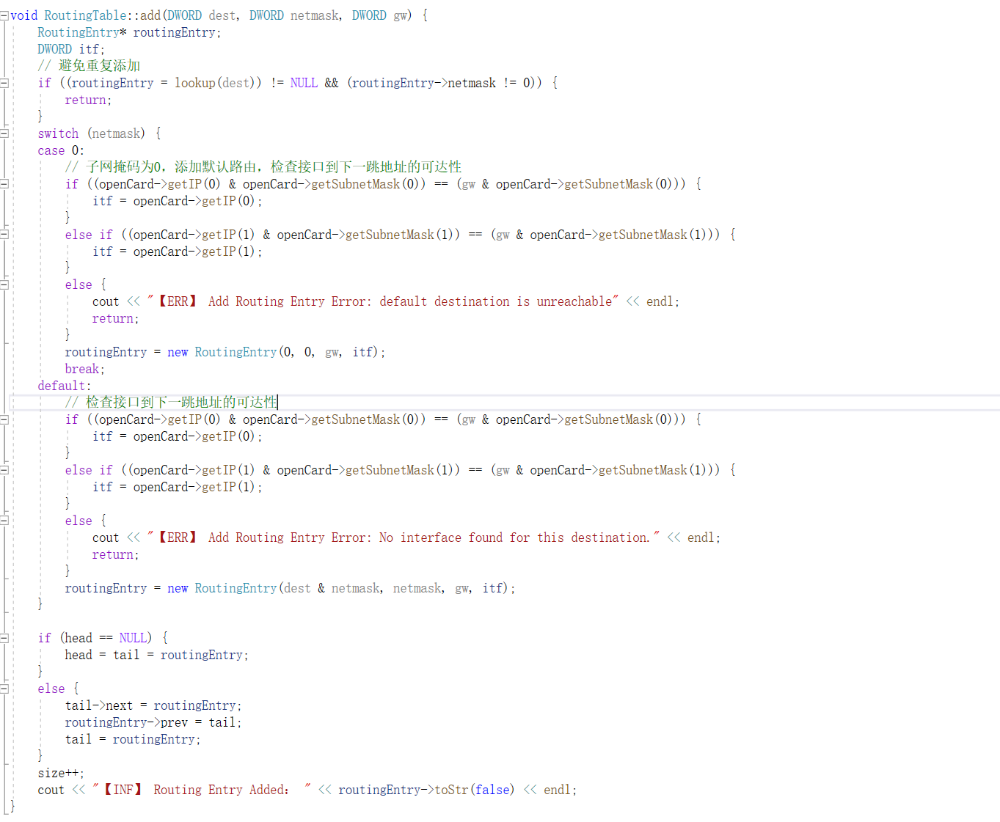 void RoutingTable::add(DWORD dest, DWORD netmask, DWORD gw) {
    RoutingEntry* routingEntry;
    DWORD itf;
    // 避免重复添加
    if ((routingEntry = lookup(dest)) != NULL && (routingEntry->netmask != 0)) {
        return;
    }
    switch (netmask) {
    case 0:
        // 子网掩码为0，添加默认路由，检查接口到下一跳地址的可达性
        if ((openCard->getIP(0) & openCard->getSubnetMask(0)) == (gw & openCard->getSubnetMask(0))) {
            itf = openCard->getIP(0);
        }
        else if ((openCard->getIP(1) & openCard->getSubnetMask(1)) == (gw & openCard->getSubnetMask(1))) {
            itf = openCard->getIP(1);
        }
        else {
            cout << "【ERR】 Add Routing Entry Error: default destination is unreachable" << endl;
            return;
        }
        routingEntry = new RoutingEntry(0, 0, gw, itf);
        break;
    default:
        // 检查接口到下一跳地址的可达性
        if ((openCard->getIP(0) & openCard->getSubnetMask(0)) == (gw & openCard->getSubnetMask(0))) {
            itf = openCard->getIP(0);
        }
        else if ((openCard->getIP(1) & openCard->getSubnetMask(1)) == (gw & openCard->getSubnetMask(1))) {
            itf = openCard->getIP(1);
        }
        else {
            cout << "【ERR】 Add Routing Entry Error: No interface found for this destination." << endl;
            return;
        }
        routingEntry = new RoutingEntry(dest & netmask, netmask, gw, itf);
    }

    if (head == NULL) {
        head = tail = routingEntry;
    }
    else {
        tail->next = routingEntry;
        routingEntry->prev = tail;
        tail = routingEntry;
    }
    size++;
    cout << "【INF】 Routing Entry Added： " << routingEntry->toStr(false) << endl;
}